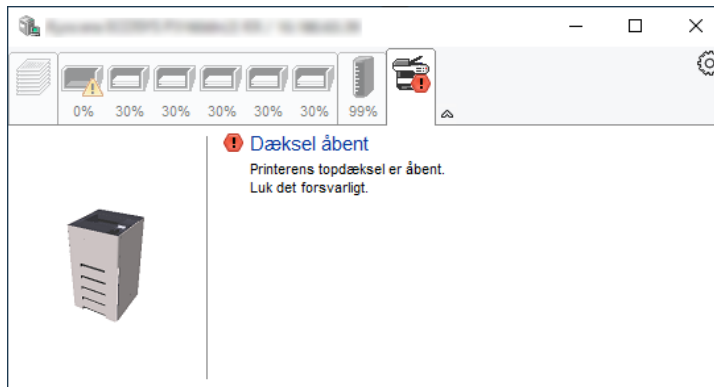 0% 30% 30% 30% 30% 30% 99%
Dæksel åbent
Printerens topdæksel er åbent.
Luk det forsvarligt.